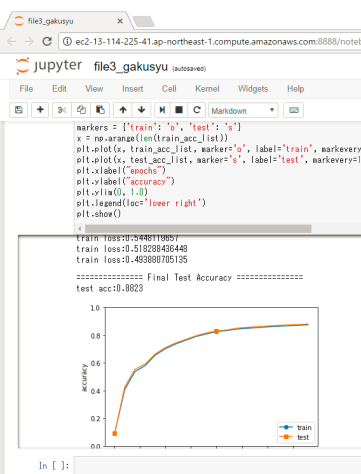 file3_gakusyu
ec2-13-114-225-41.ap-northeast-1.compute.amazonaws.com:8888/noteb
jupyter file3_gakusyu (autosaved)
File Edit View Insert Cell Kernel Widgets Help
Markdown
markers = {'train': 'o', 'test': 's'}
x = np.arange(len(train_acc_list))
plt.plot(x, train_acc_list, marker='o', label='train', markevery
plt.plot(x, test_acc_list, marker='s', label='test', markevery=1
plt.xlabel("epochs")
plt.ylabel("accuracy")
plt.ylim(0, 1.0)
plt.legend(loc='lower right')
plt.show()
train loss:0.5448119657
train loss:0.518288436448
train loss:0.493880705135
=============== Final Test Accuracy ===============
test acc:0.8823
1.0
0.8
0.6
0.4
0.2
0.0
accuracy
train
test
In [ ]: